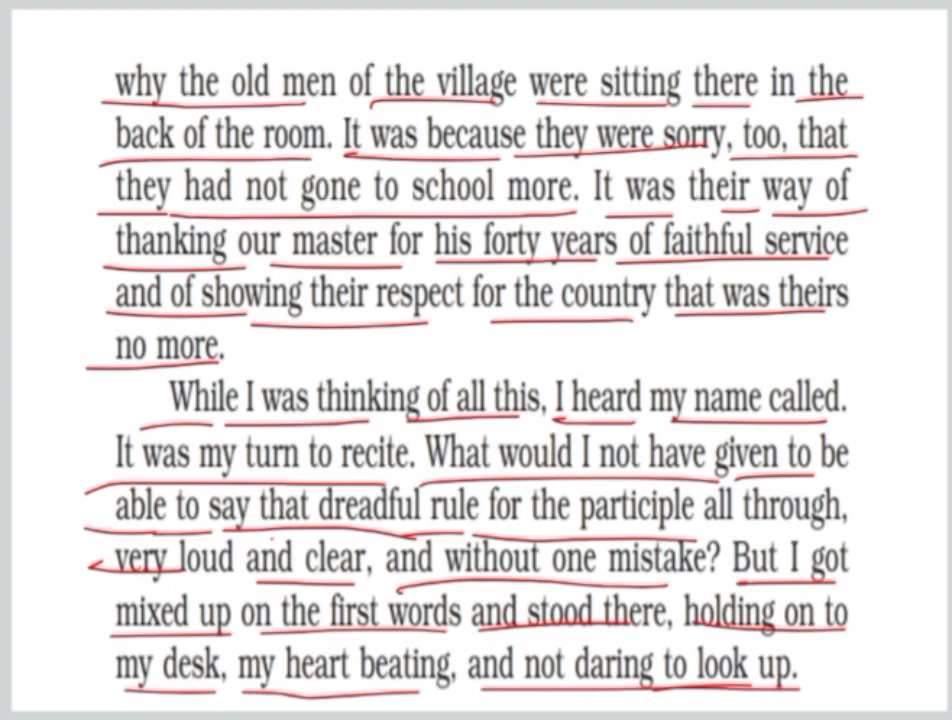 why the old men of the village were sitting there in the
back of the room. It was because they were sorry, too, that
they had not gone to school more. It was their way of
thanking our master for his forty years of faithful service
and of showing their respect for the country that was theirs
no more.
While I was thinking of all this, I heard my name called.
It was my turn to recite. What would I not have given to be
able to say that dreadful rule for the participle all through,
very loud and clear, and without one mistake? But I got
mixed up on the first words and stood there, holding on to
my desk, my heart beating, and not daring to look up.